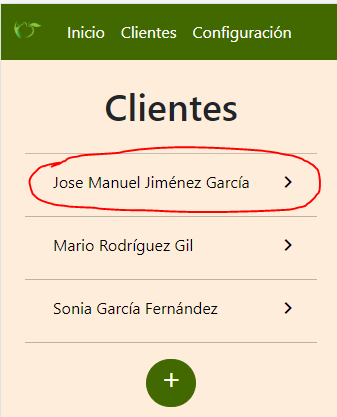 Inicio Clientes Configuración
Clientes
Jose Manuel Jiménez García
Mario Rodríguez Gil
Sonia García Fernández
+